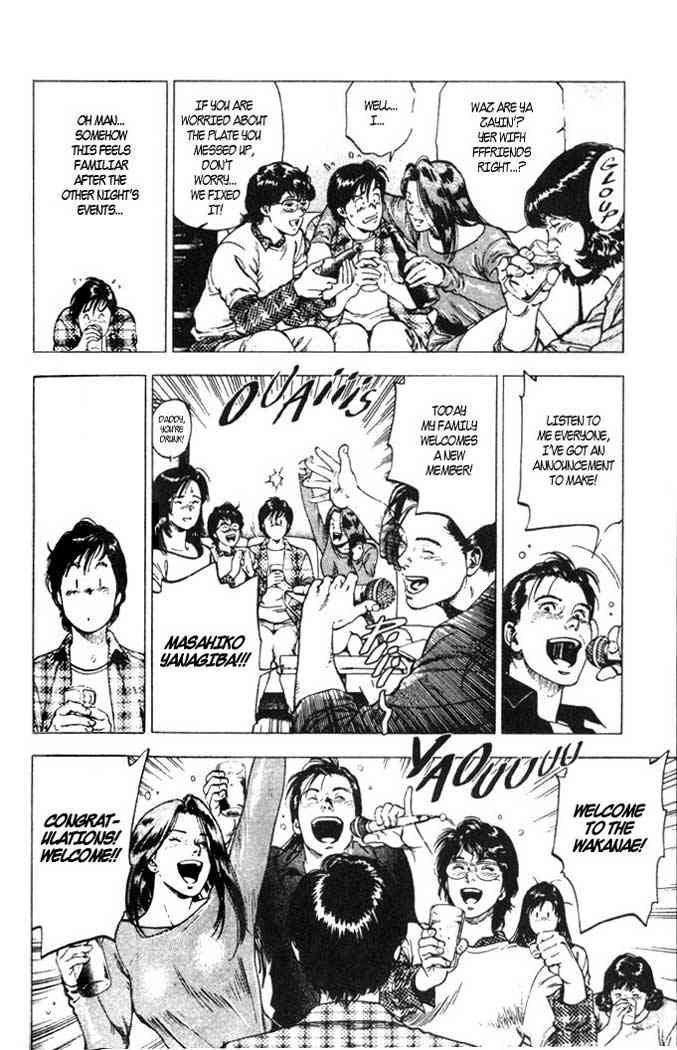 WAZ ARE YA
ZAYIN'?
YER WIFH
FFFRIENDS
RIGHT...?
GLOUP
WELL...
I...
IF YOU ARE
WORRIED ABOUT
THE PLATE YOU
MESSED UP,
DON'T
WORRY...
WE FIXED
IT!
OH MAN...
SOMEHOW
THIS FEELS
FAMILIAR
AFTER THE
OTHER NIGHT'S
EVENTS...
LISTEN TO
ME EVERYONE,
I'VE GOT AN
ANNOUNCEMENT
TO MAKE!
TODAY
MY FAMILY
WELCOMES
A NEW
MEMBER!
OUAIIIS
DADDY,
YOU'RE
DRUNK!
MASAHIKO
YANAGIBA!!!
YAOUUUUU
WELCOME
TO THE
WAKANAE!
CONGRAT-
ULATIONS!
WELCOME!!